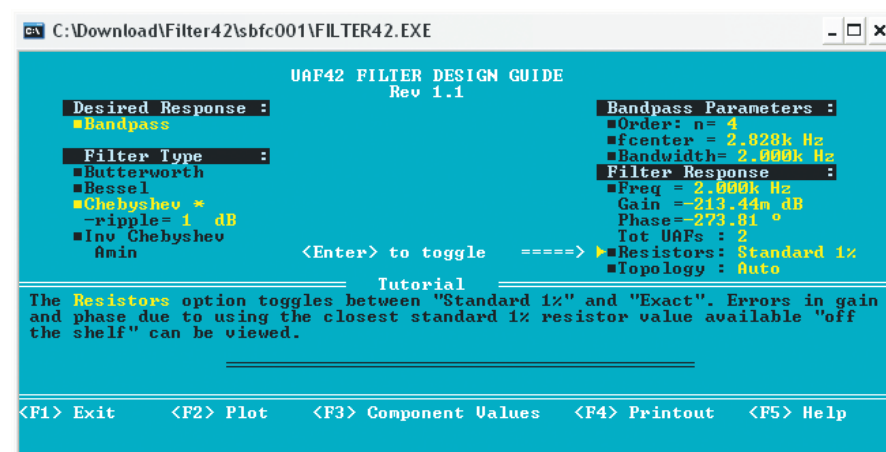 C:\Download\Filter42\sbfc001\FILTER42.EXE
UAF42 FILTER DESIGN GUIDE
Rev 1.1
Desired Response :
Bandpass
Filter Type :
Butterworth
Bessel
Chebyshev *
-ripple= 1 dB
Inv Chebyshev
Amin
Bandpass Parameters :
Order: n= 4
fcenter = 2.828k Hz
Bandwidth= 2.000k Hz
Filter Response :
Freq = 2.000k Hz
Gain =-213.44m dB
Phase=-273.81 º
Tot UAFs : 2
<Enter> to toggle =====> Resistors: Standard 1%
Topology : Auto
Tutorial
The Resistors option toggles between "Standard 1%" and "Exact". Errors in gain
and phase due to using the closest standard 1% resistor value available "off
the shelf" can be viewed.
<F1> Exit <F2> Plot <F3> Component Values <F4> Printout <F5> Help